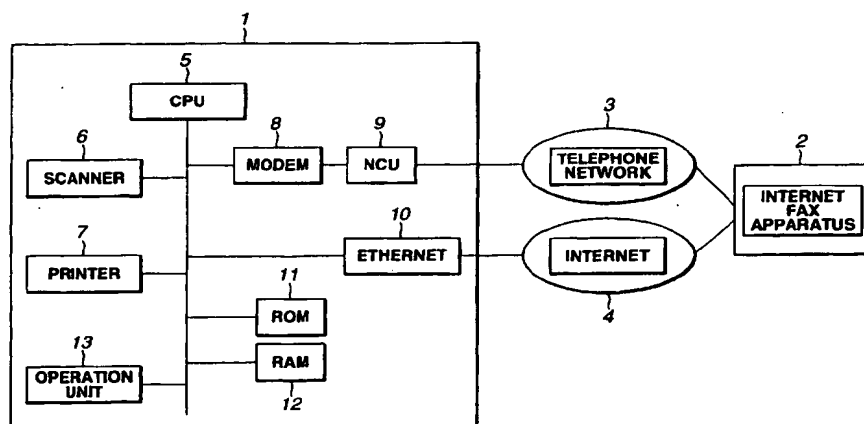 1
5
CPU
6
SCANNER
8
MODEM
9
NCU
3
TELEPHONE
NETWORK
2
INTERNET
FAX
APPARATUS
10
ETHERNET
INTERNET
4
7
PRINTER
11
ROM
13
OPERATION
UNIT
RAM
12